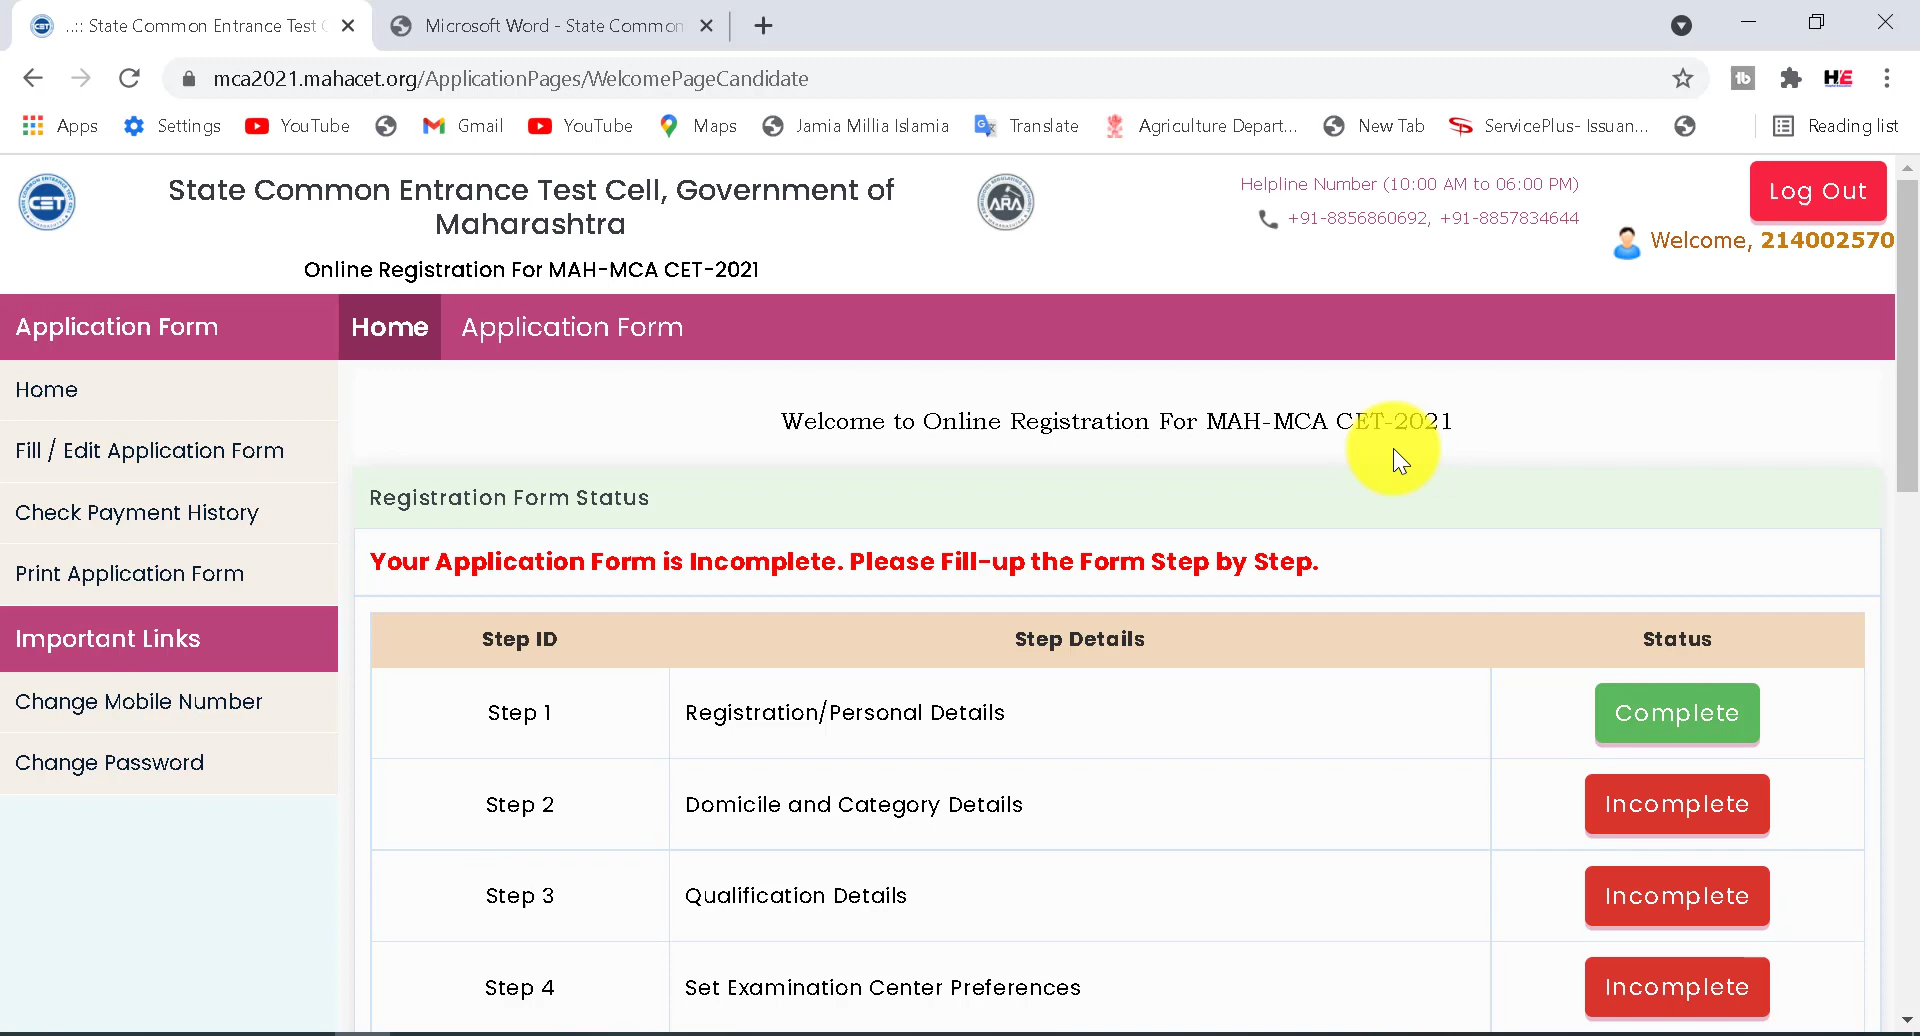 ..:: State Common Entrance Test C
Microsoft Word - State Common
mca2021.mahacet.org/ApplicationPages/WelcomePageCandidate
Apps
Settings
YouTube
Gmail
YouTube
Maps
Jamia Millia Islamia
Translate
Agriculture Depart...
New Tab
ServicePlus- Issuan...
Reading list
CET
State Common Entrance Test Cell, Government of
Maharashtra
Online Registration For MAH-MCA CET-2021
ARA
Helpline Number (10:00 AM to 06:00 PM)
+91-8856860692, +91-8857834644
Log Out
Welcome, 214002570
Application Form
Home
Application Form
Home
Fill / Edit Application Form
Check Payment History
Print Application Form
Important Links
Change Mobile Number
Change Password
Welcome to Online Registration For MAH-MCA CET-2021
Registration Form Status
Your Application Form is Incomplete. Please Fill-up the Form Step by Step.
Step ID Step Details Status
Step 1 Registration/Personal Details Complete
Step 2 Domicile and Category Details Incomplete
Step 3 Qualification Details Incomplete
Step 4 Set Examination Center Preferences Incomplete